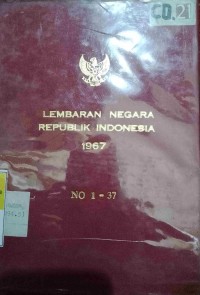 CD.21
LEMBARAN NEGARA
REPUBLIK INDONESIA
1967
NO 1 - 37